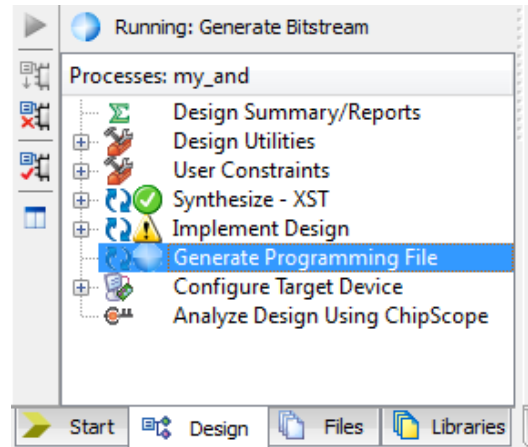 Running: Generate Bitstream
Processes: my_and
Design Summary/Reports
Design Utilities
User Constraints
Synthesize - XST
Implement Design
Generate Programming File
Configure Target Device
Analyze Design Using ChipScope
Start Design Files Libraries